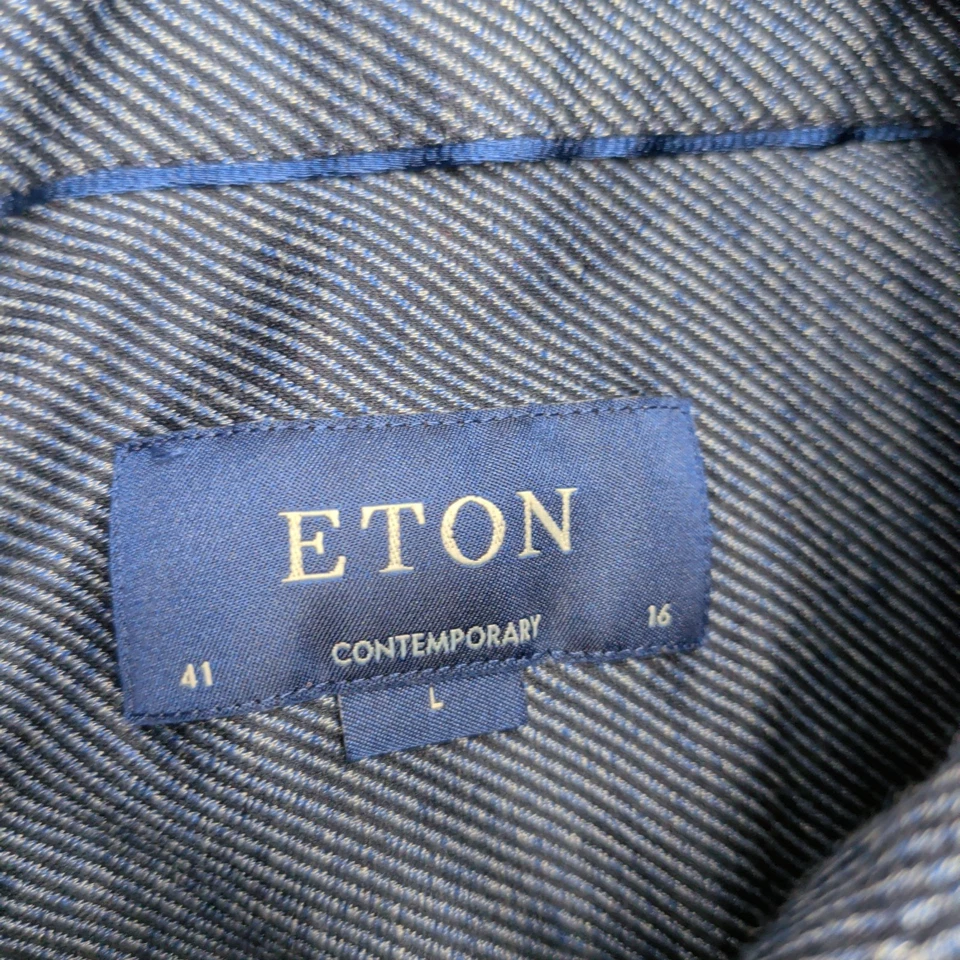 ETON
CONTEMPORARY
41 16
L